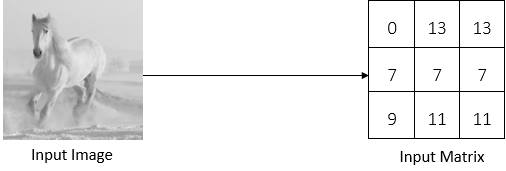 0 13 13
7 7 7
9 11 11
Input Image
Input Matrix